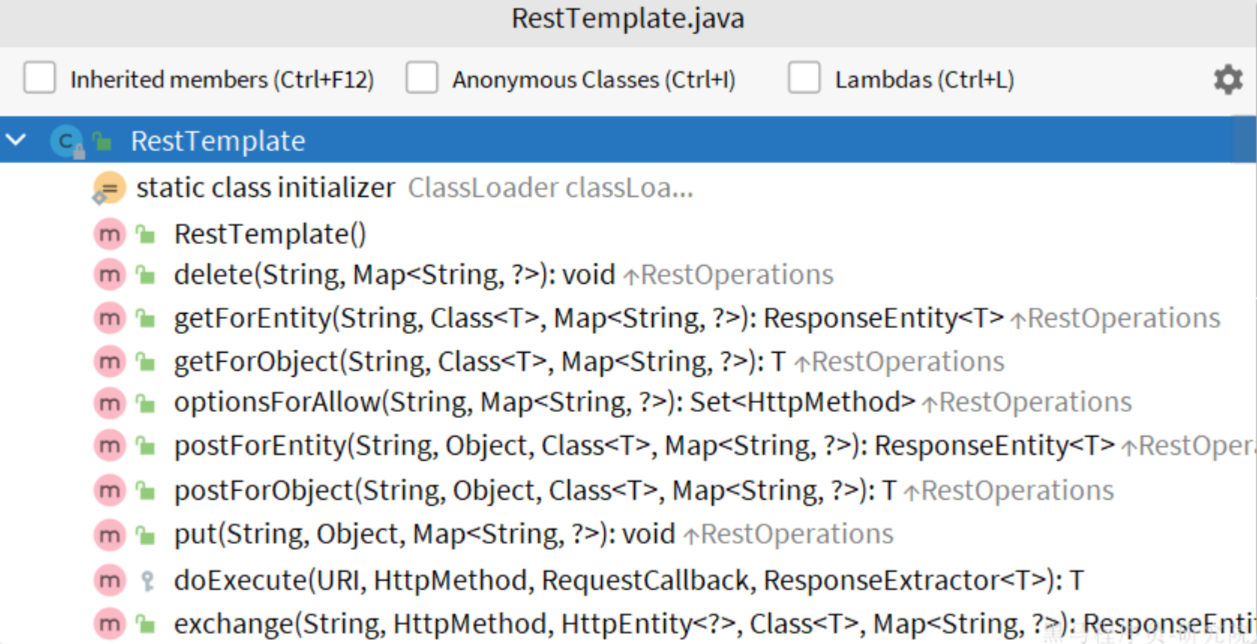 RestTemplate.java
Inherited members (Ctrl+F12) Anonymous Classes (Ctrl+I) Lambdas (Ctrl+L)
RestTemplate
static class initializer ClassLoader classLoa...
RestTemplate()
delete(String, Map<String, ?>): void ↑RestOperations
getForEntity(String, Class<T>, Map<String, ?>): ResponseEntity<T> ↑RestOperations
getForObject(String, Class<T>, Map<String, ?>): T ↑RestOperations
optionsForAllow(String, Map<String, ?>): Set<HttpMethod> ↑RestOperations
postForEntity(String, Object, Class<T>, Map<String, ?>): ResponseEntity<T> ↑RestOper
postForObject(String, Object, Class<T>, Map<String, ?>): T ↑RestOperations
put(String, Object, Map<String, ?>): void ↑RestOperations
doExecute(URI, HttpMethod, RequestCallback, ResponseExtractor<T>): T
exchange(String, HttpMethod, HttpEntity<?>, Class<T>, Map<String, ?>): ResponseEnti